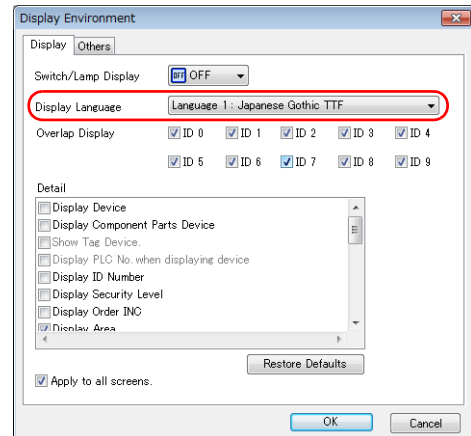 Display Environment
Display Others
Switch/Lamp Display OFF OFF
Display Language Language 1 : Japanese Gothic TTF
Overlap Display ID 0 ID 1 ID 2 ID 3 ID 4
ID 5 ID 6 ID 7 ID 8 ID 9
Detail
Display Device
Display Component Parts Device
Show Tag Device.
Display PLC No. when displaying device
Display ID Number
Display Security Level
Display Order INC
Display Area
Restore Defaults
Apply to all screens.
OK Cancel